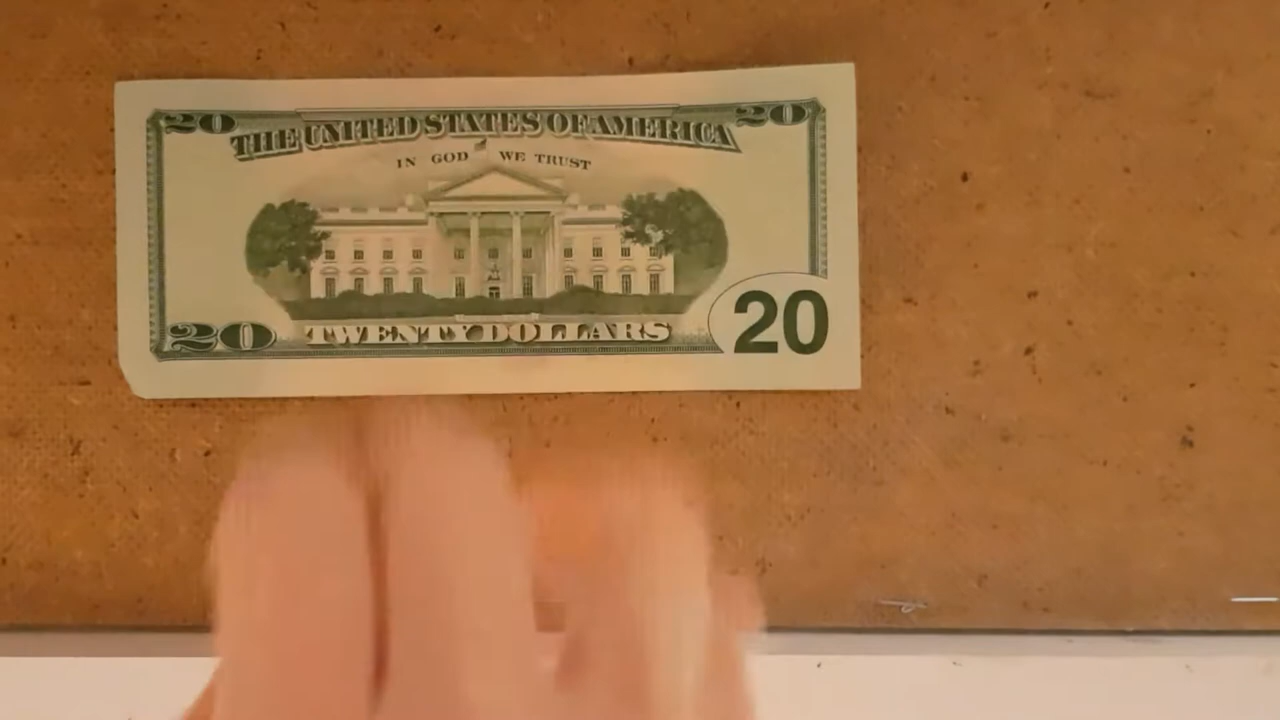 20 20
THE UNITED STATES OF AMERICA
IN GOD WE TRUST
20 TWENTY DOLLARS 20